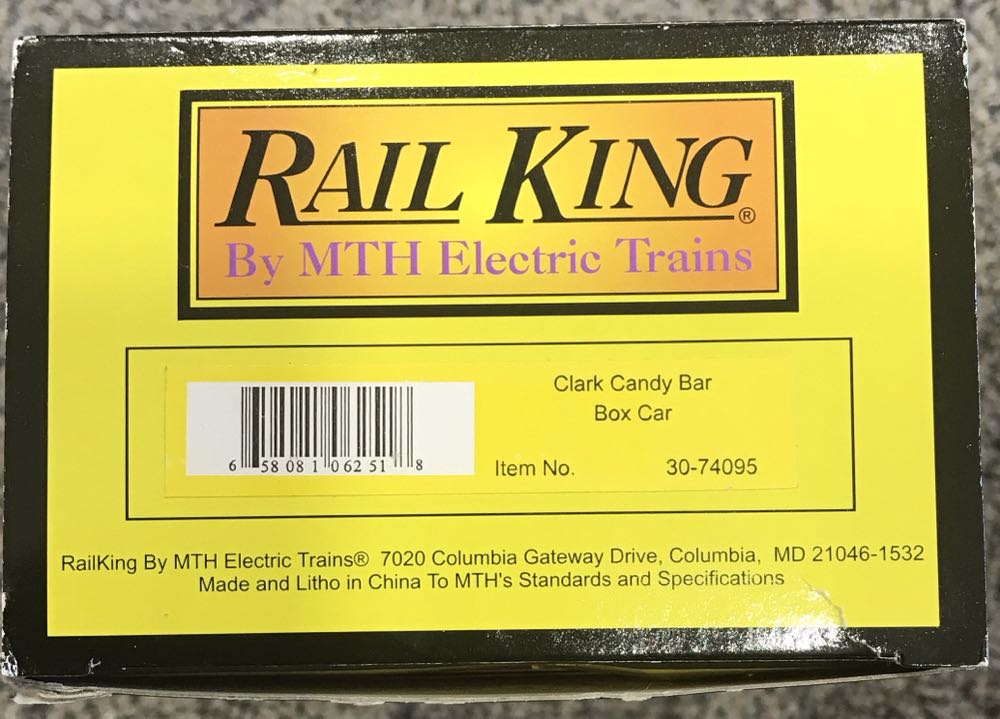 RAIL KING®
By MTH Electric Trains
Clark Candy Bar
Box Car
6 58081 06251 8
Item No. 30-74095
RailKing By MTH Electric Trains® 7020 Columbia Gateway Drive, Columbia, MD 21046-1532
Made and Litho in China To MTH's Standards and Specifications